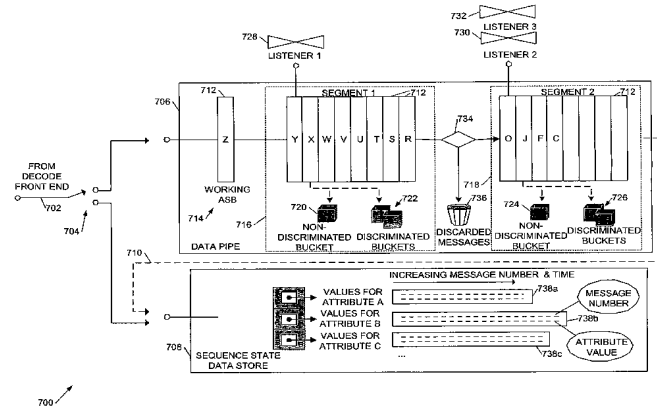 732
LISTENER 3
728
730
LISTENER 1
LISTENER 2
712
SEGMENT 1
712
SEGMENT 2
712
706
734
Z
Y X W V U T S R
O J F C
FROM
DECODE
FRONT END
702
704
WORKING
ASB
714
716
720
722
NON-
DISCRIMINATED
BUCKET
DISCRIMINATED
BUCKETS
718
736
DISCARDED
MESSAGES
724
726
NON-
DISCRIMINATED
BUCKET
DISCRIMINATED
BUCKETS
DATA PIPE
710
INCREASING MESSAGE NUMBER & TIME
VALUES FOR
ATTRIBUTE A
738a
MESSAGE
NUMBER
VALUES FOR
ATTRIBUTE B
738b
VALUES FOR
ATTRIBUTE C
738c
ATTRIBUTE
VALUE
...
708
SEQUENCE STATE
DATA STORE
700